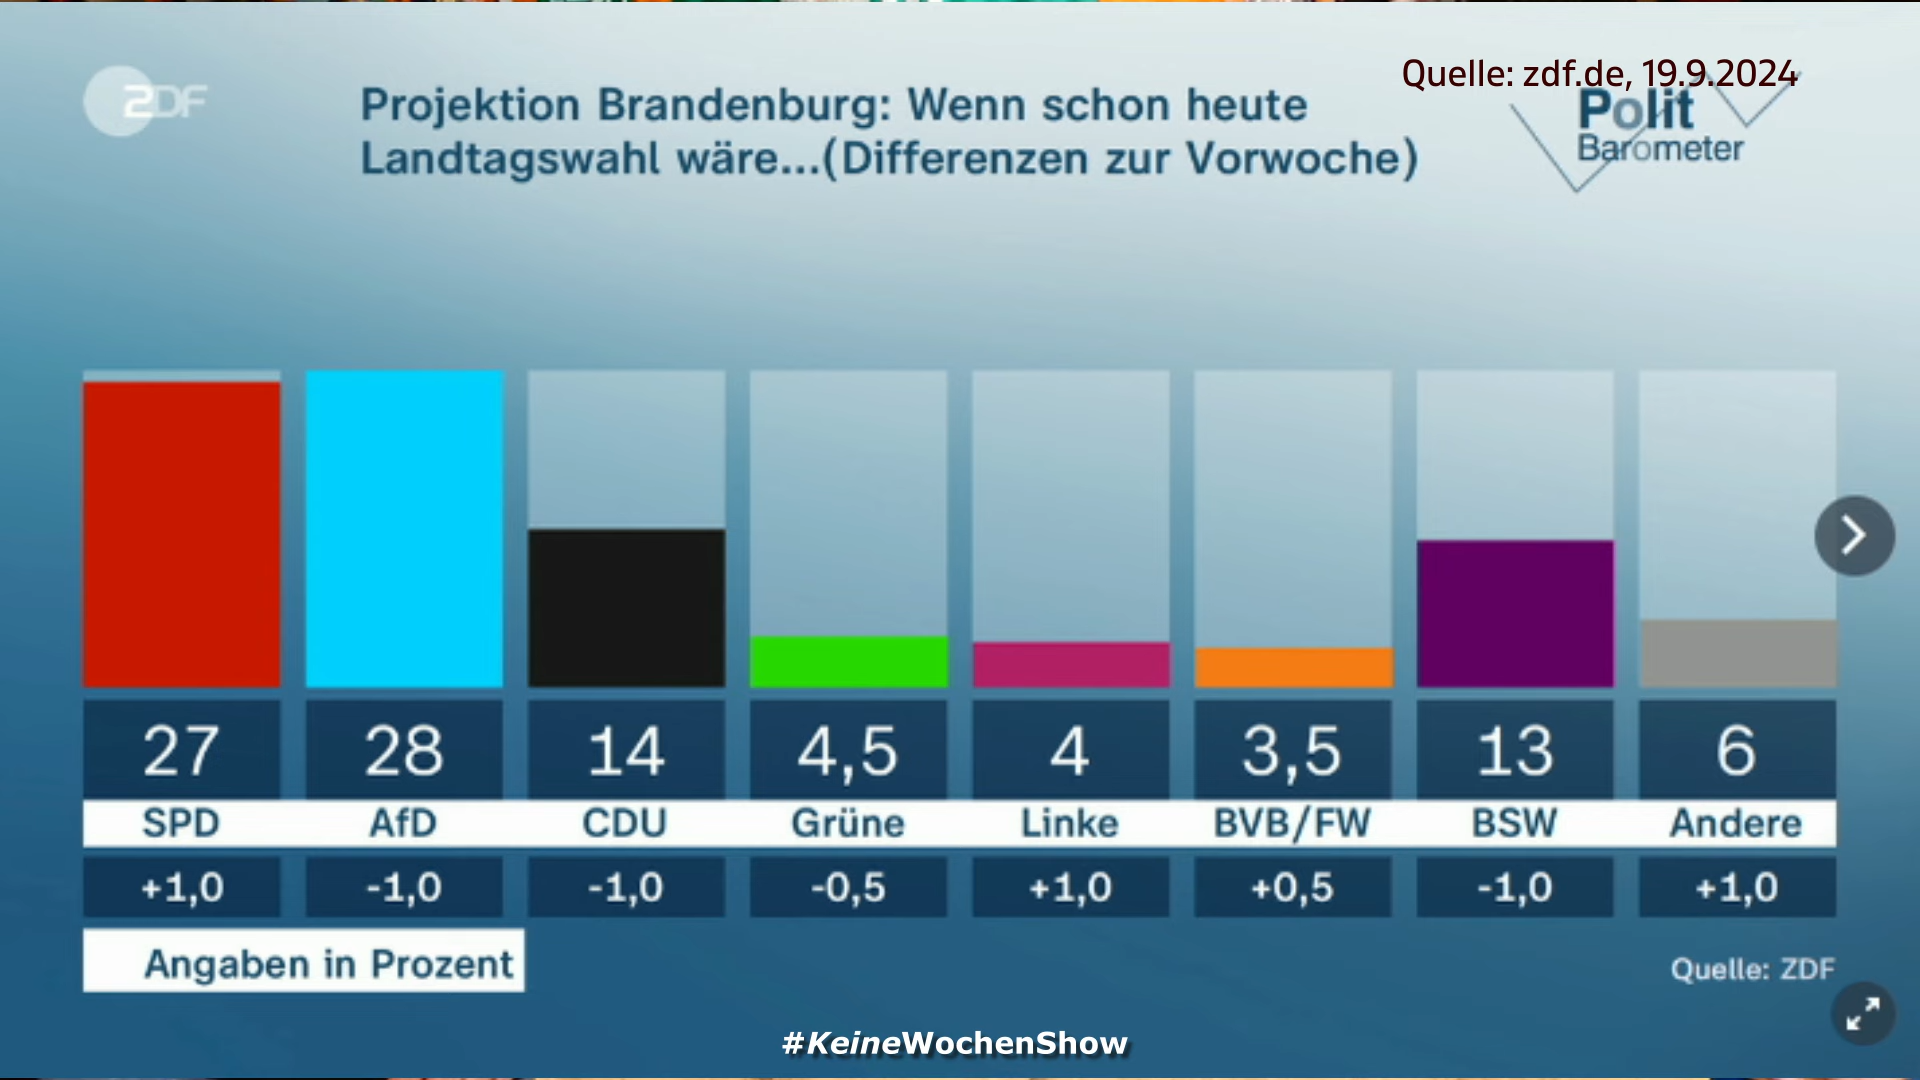 Quelle: zdf.de, 19.9.2024
ZDF
Projektion Brandenburg: Wenn schon heute
Landtagswahl wäre...(Differenzen zur Vorwoche)
Polit
Barometer
27 28 14 4,5 4 3,5 13 6
SPD AfD CDU Grüne Linke BVB/FW BSW Andere
+1,0 -1,0 -1,0 -0,5 +1,0 +0,5 -1,0 +1,0
Angaben in Prozent
Quelle: ZDF
#KeineWochenShow